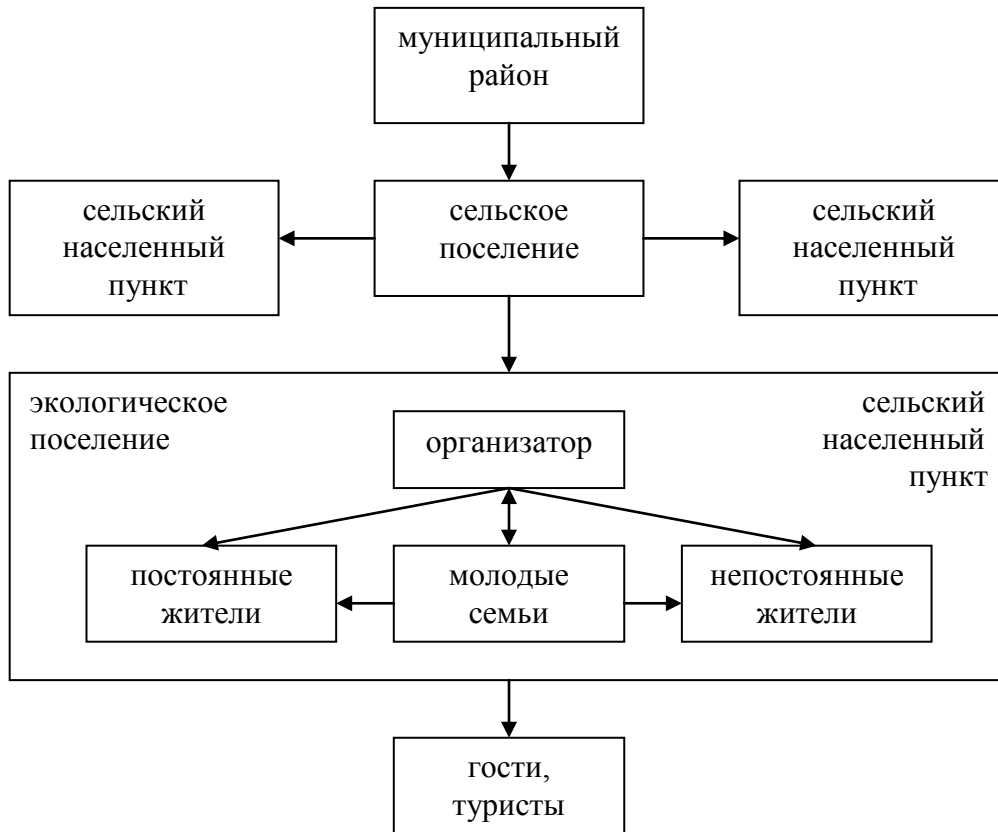 муниципальный
район
сельский
населенный
пункт
сельское
поселение
сельский
населенный
пункт
экологическое
поселение
сельский
населенный
пункт
организатор
постоянные
жители
молодые
семьи
непостоянные
жители
гости,
туристы